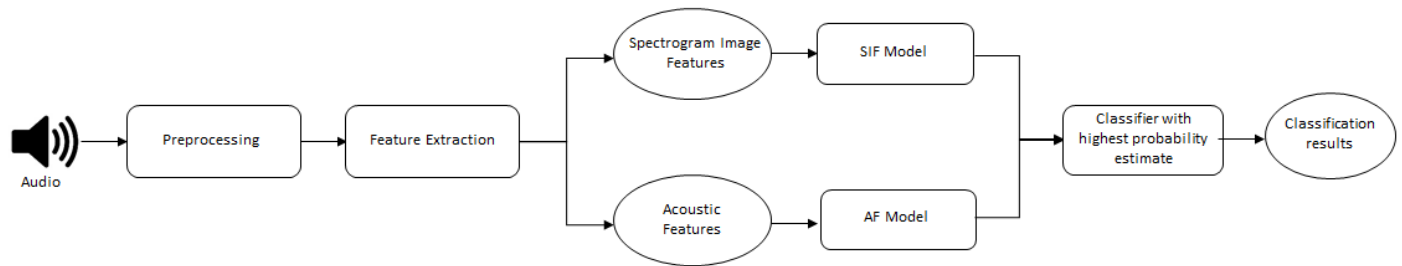 Audio
Preprocessing
Feature Extraction
Spectrogram Image
Features
SIF Model
Acoustic
Features
AF Model
Classifier with
highest probability
estimate
Classification
results